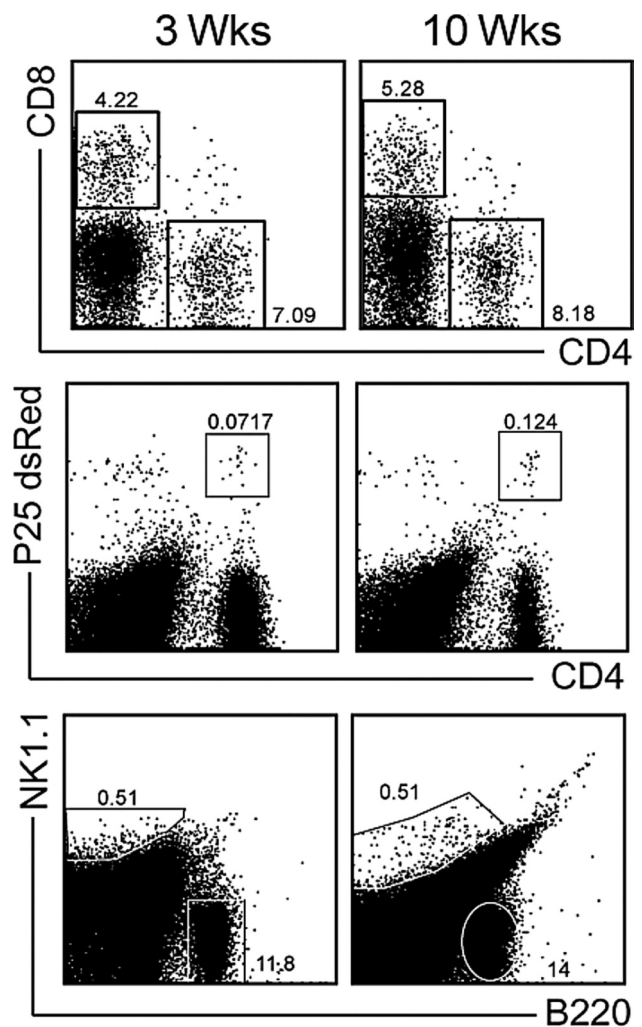 3 Wks 10 Wks
CD8
4.22
5.28
7.09
8.18
CD4
P25 dsRed
0.0717
0.124
CD4
NK1.1
0.51
0.51
11.8
14
B220